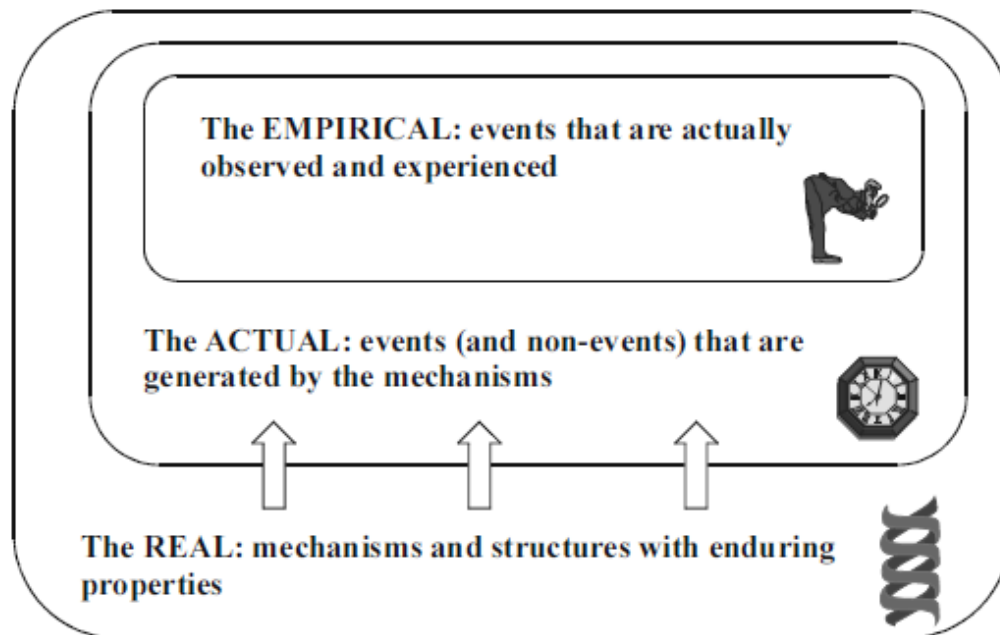 The EMPIRICAL: events that are actually
observed and experienced
The ACTUAL: events (and non-events) that are
generated by the mechanisms
The REAL: mechanisms and structures with enduring
properties